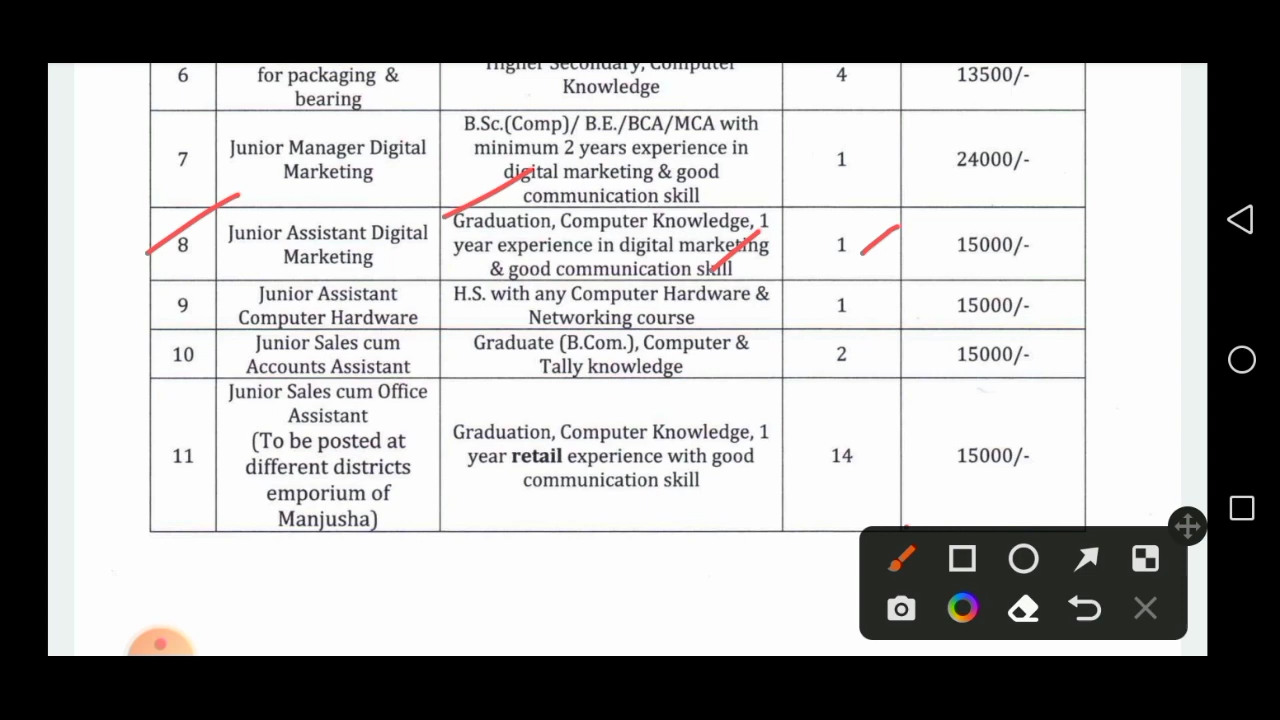 6
for packaging &
bearing
Higher Secondary, Computer
Knowledge
4
13500/-
7
Junior Manager Digital
Marketing
B.Sc.(Comp)/ B.E./BCA/MCA with
minimum 2 years experience in
digital marketing & good
communication skill
1
24000/-
8
Junior Assistant Digital
Marketing
Graduation, Computer Knowledge, 1
year experience in digital marketing
& good communication skill
1
15000/-
9
Junior Assistant
Computer Hardware
H.S. with any Computer Hardware &
Networking course
1
15000/-
10
Junior Sales cum
Accounts Assistant
Graduate (B.Com.), Computer &
Tally knowledge
2
15000/-
11
Junior Sales cum Office
Assistant
(To be posted at
different districts
emporium of
Manjusha)
Graduation, Computer Knowledge, 1
year retail experience with good
communication skill
14
15000/-